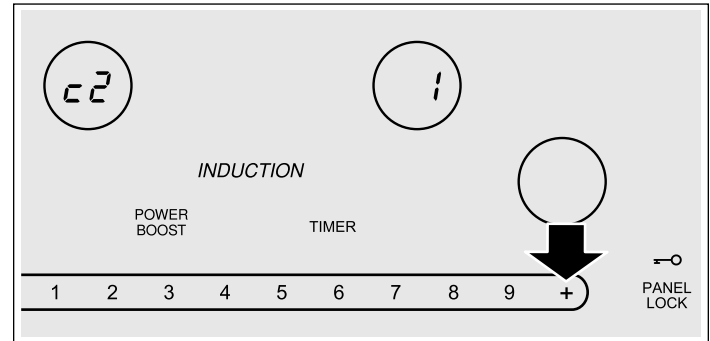 c2 1
INDUCTION
POWER
BOOST
TIMER
1 2 3 4 5 6 7 8 9 +
PANEL
LOCK